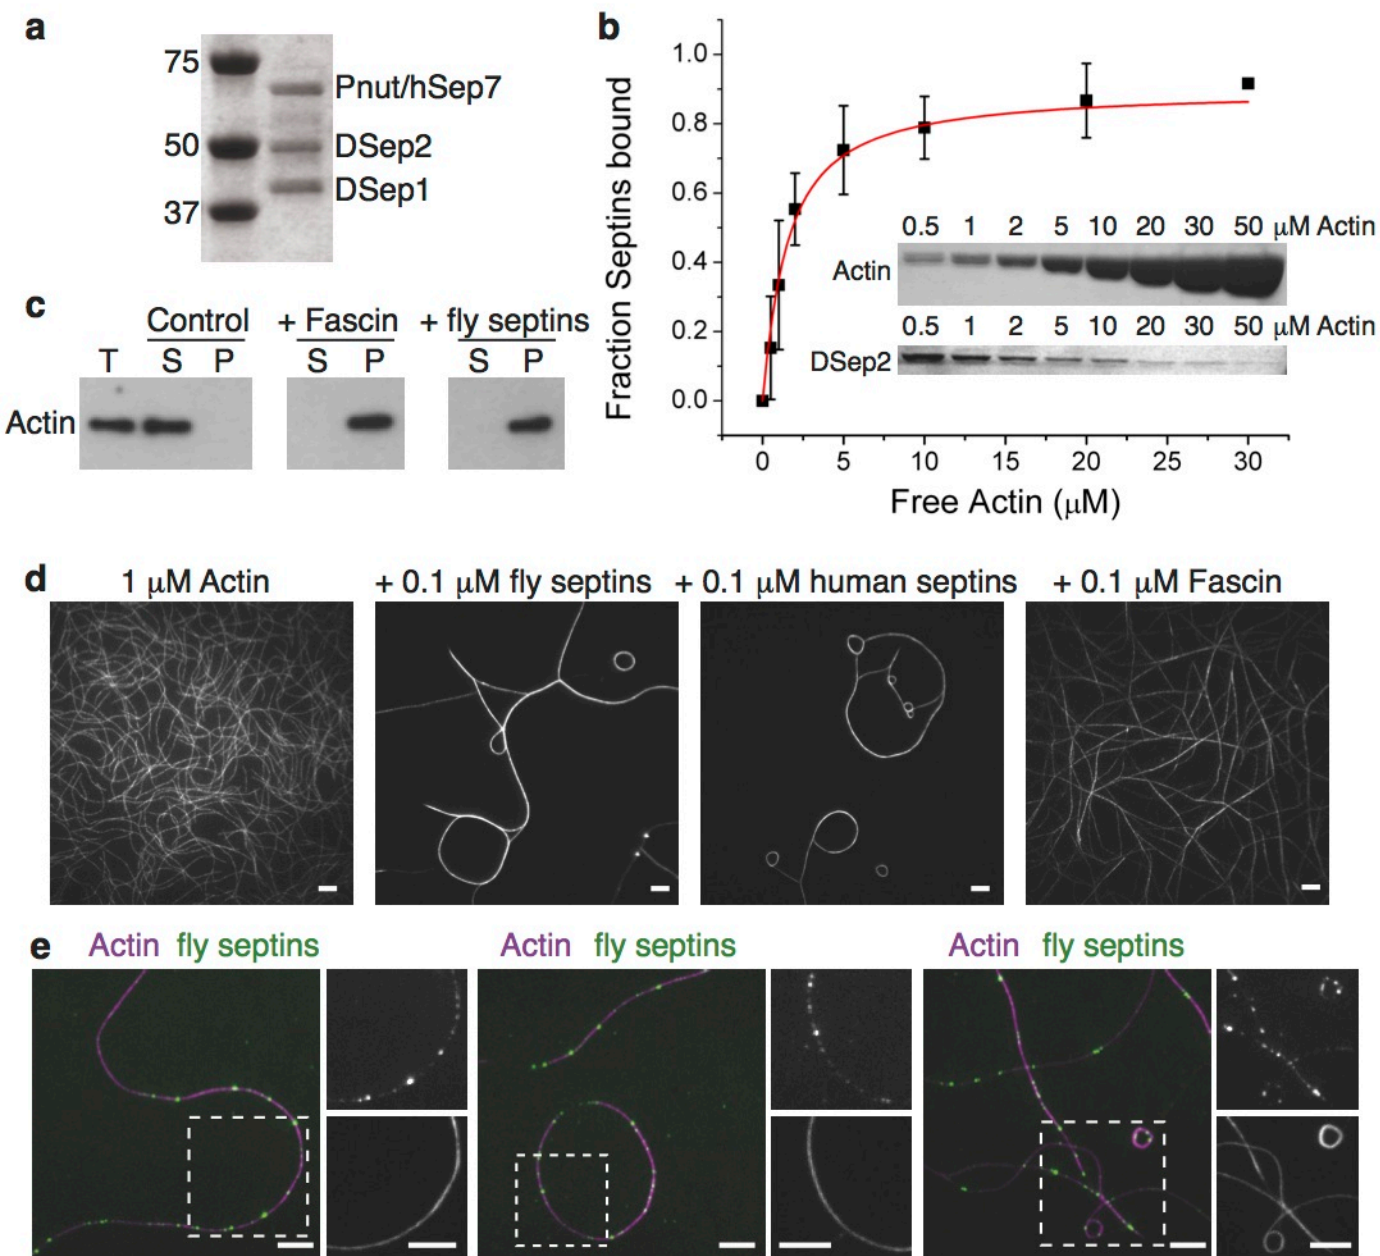 a
75
50
37
Pnut/hSep7
DSep2
DSep1
b
Fraction Septins bound
1.0
0.8
0.6
0.4
0.2
0.0
0 5 10 15 20 25 30
Free Actin (μM)
0.5 1 2 5 10 20 30 50 μM Actin
Actin
0.5 1 2 5 10 20 30 50 μM Actin
DSep2
c
Control + Fascin + fly septins
T S P S P S P
Actin
d
1 μM Actin + 0.1 μM fly septins + 0.1 μM human septins + 0.1 μM Fascin
e
Actin fly septins Actin fly septins Actin fly septins